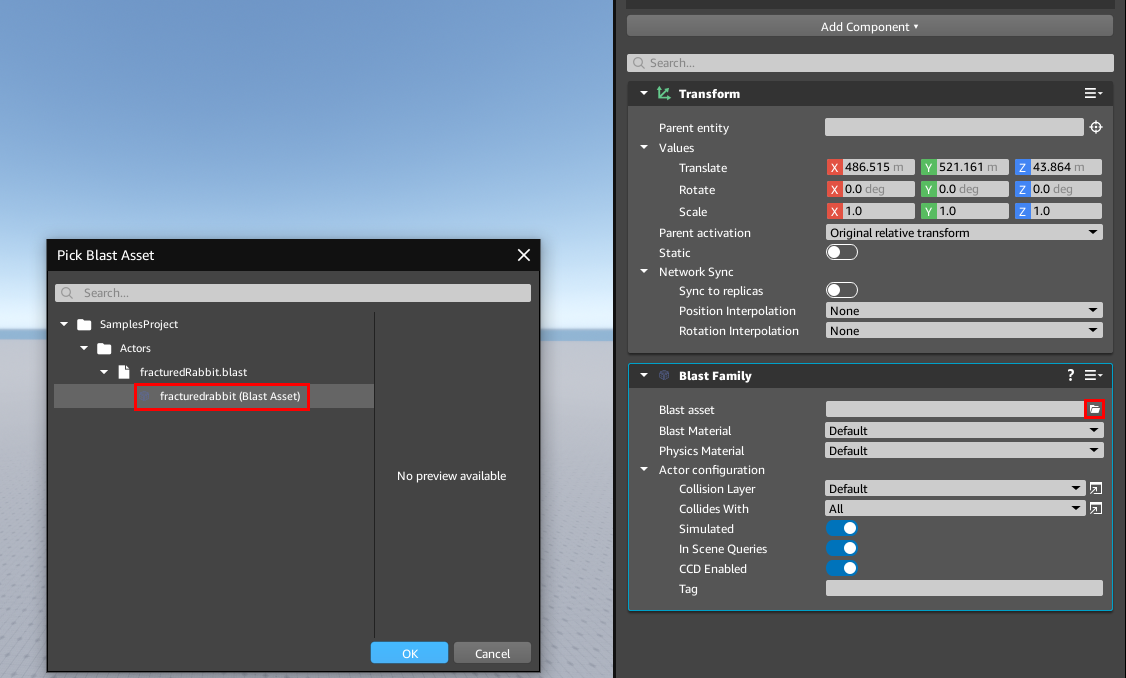 Pick Blast Asset
Search...
SamplesProject
Actors
fracturedRabbit.blast
fracturedrabbit (Blast Asset)
No preview available
OK
Cancel
Add Component
Search...
Transform
Parent entity
Values
Translate X 486.515 m Y 521.161 m Z 43.864 m
Rotate X 0.0 deg Y 0.0 deg Z 0.0 deg
Scale X 1.0 Y 1.0 Z 1.0
Parent activation Original relative transform
Static
Network Sync
Sync to replicas
Position Interpolation None
Rotation Interpolation None
Blast Family ?
Blast asset
Blast Material Default
Physics Material Default
Actor configuration
Collision Layer Default
Collides With All
Simulated
In Scene Queries
CCD Enabled
Tag